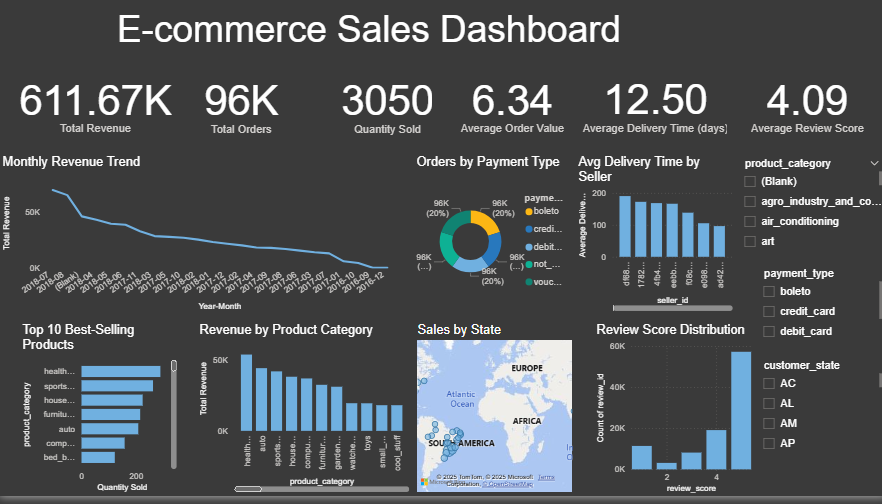 E-commerce Sales Dashboard
611.67K
Total Revenue
96K
Total Orders
3050
Quantity Sold
6.34
Average Order Value
12.50
Average Delivery Time (days)
4.09
Average Review Score
Monthly Revenue Trend
Total Revenue
50K
0K
2018-07
2018-08
(Blank)
2018-04
2018-05
2018-06
2017-11
2018-03
2017-05
2017-10
2018-02
2018-01
2017-12
2017-02
2017-04
2017-09
2017-08
2017-03
2017-07
2017-01
2016-10
2016-09
2016-12
Year-Month
Orders by Payment Type
96K
(20%)
96K
(20%)
96K
(...)
96K
(20%)
96K
(...)
payme...
boleto
credi...
debit...
not_...
vouc...
Avg Delivery Time by
Seller
Average Delive...
200
100
0
df68...
1782...
4fb4...
eebb...
f08c...
e098...
ad42...
seller_id
product_category
(Blank)
agro_industry_and_co...
air_conditioning
art
payment_type
boleto
credit_card
debit_card
customer_state
AC
AL
AM
AP
Top 10 Best-Selling
Products
product_category
health...
sports...
house...
furnitu...
auto
comp...
bed_b...
0
200
Quantity Sold
Revenue by Product Category
Total Revenue
50K
0K
health...
auto
sports...
house...
compu...
furnitur...
garden...
watche...
toys
small_...
cool_stuff
product_category
Sales by State
EUROPE
Atlantic
Ocean
AFRICA
SOUTH AMERICA
© 2025 TomTom, © 2025 Microsoft
Corporation, © OpenStreetMap
Terms
Review Score Distribution
Count of review_id
60K
40K
20K
0K
2
4
review_score